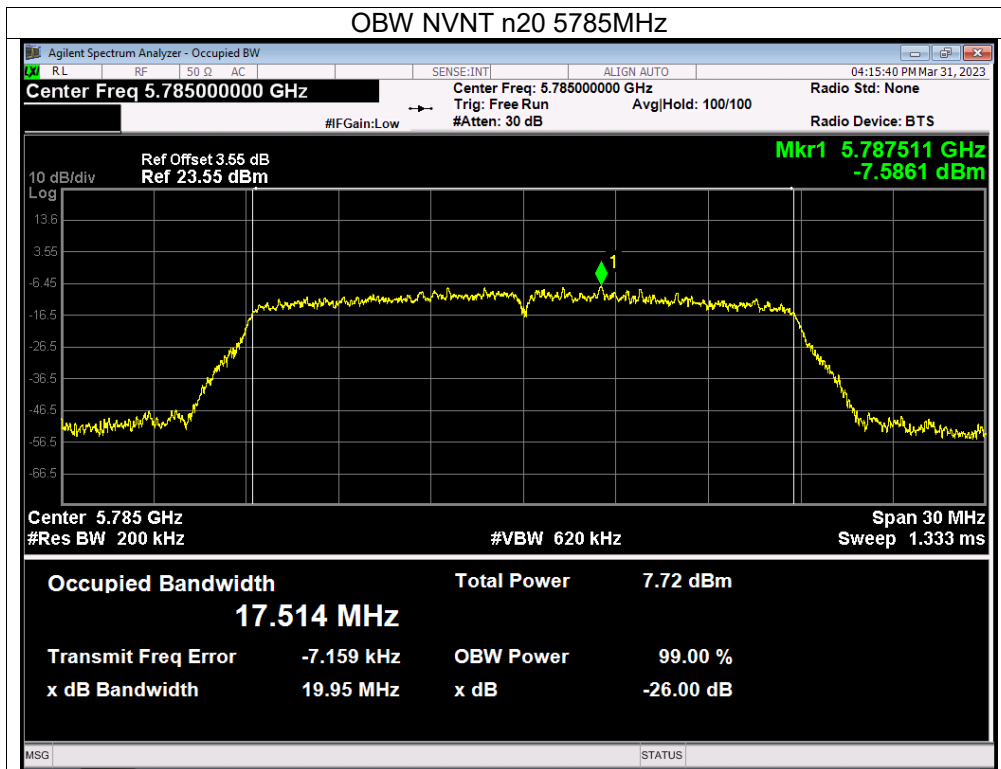 OBW NVNT n20 5785MHz
Agilent Spectrum Analyzer - Occupied BW
LXI RL RF 50 Ω AC SENSE:INT ALIGN AUTO 04:15:40 PM Mar 31, 2023
Center Freq 5.785000000 GHz Center Freq: 5.785000000 GHz Radio Std: None
Trig: Free Run Avg|Hold: 100/100
#IFGain:Low #Atten: 30 dB Radio Device: BTS
Mkr1 5.787511 GHz
-7.5861 dBm
Ref Offset 3.55 dB
10 dB/div Ref 23.55 dBm
Log
13.6
3.55
1
-6.45
-16.5
-26.5
-36.5
-46.5
-56.5
-66.5
Center 5.785 GHz Span 30 MHz
#Res BW 200 kHz #VBW 620 kHz Sweep 1.333 ms
Occupied Bandwidth Total Power 7.72 dBm
17.514 MHz
Transmit Freq Error -7.159 kHz OBW Power 99.00 %
x dB Bandwidth 19.95 MHz x dB -26.00 dB
MSG STATUS